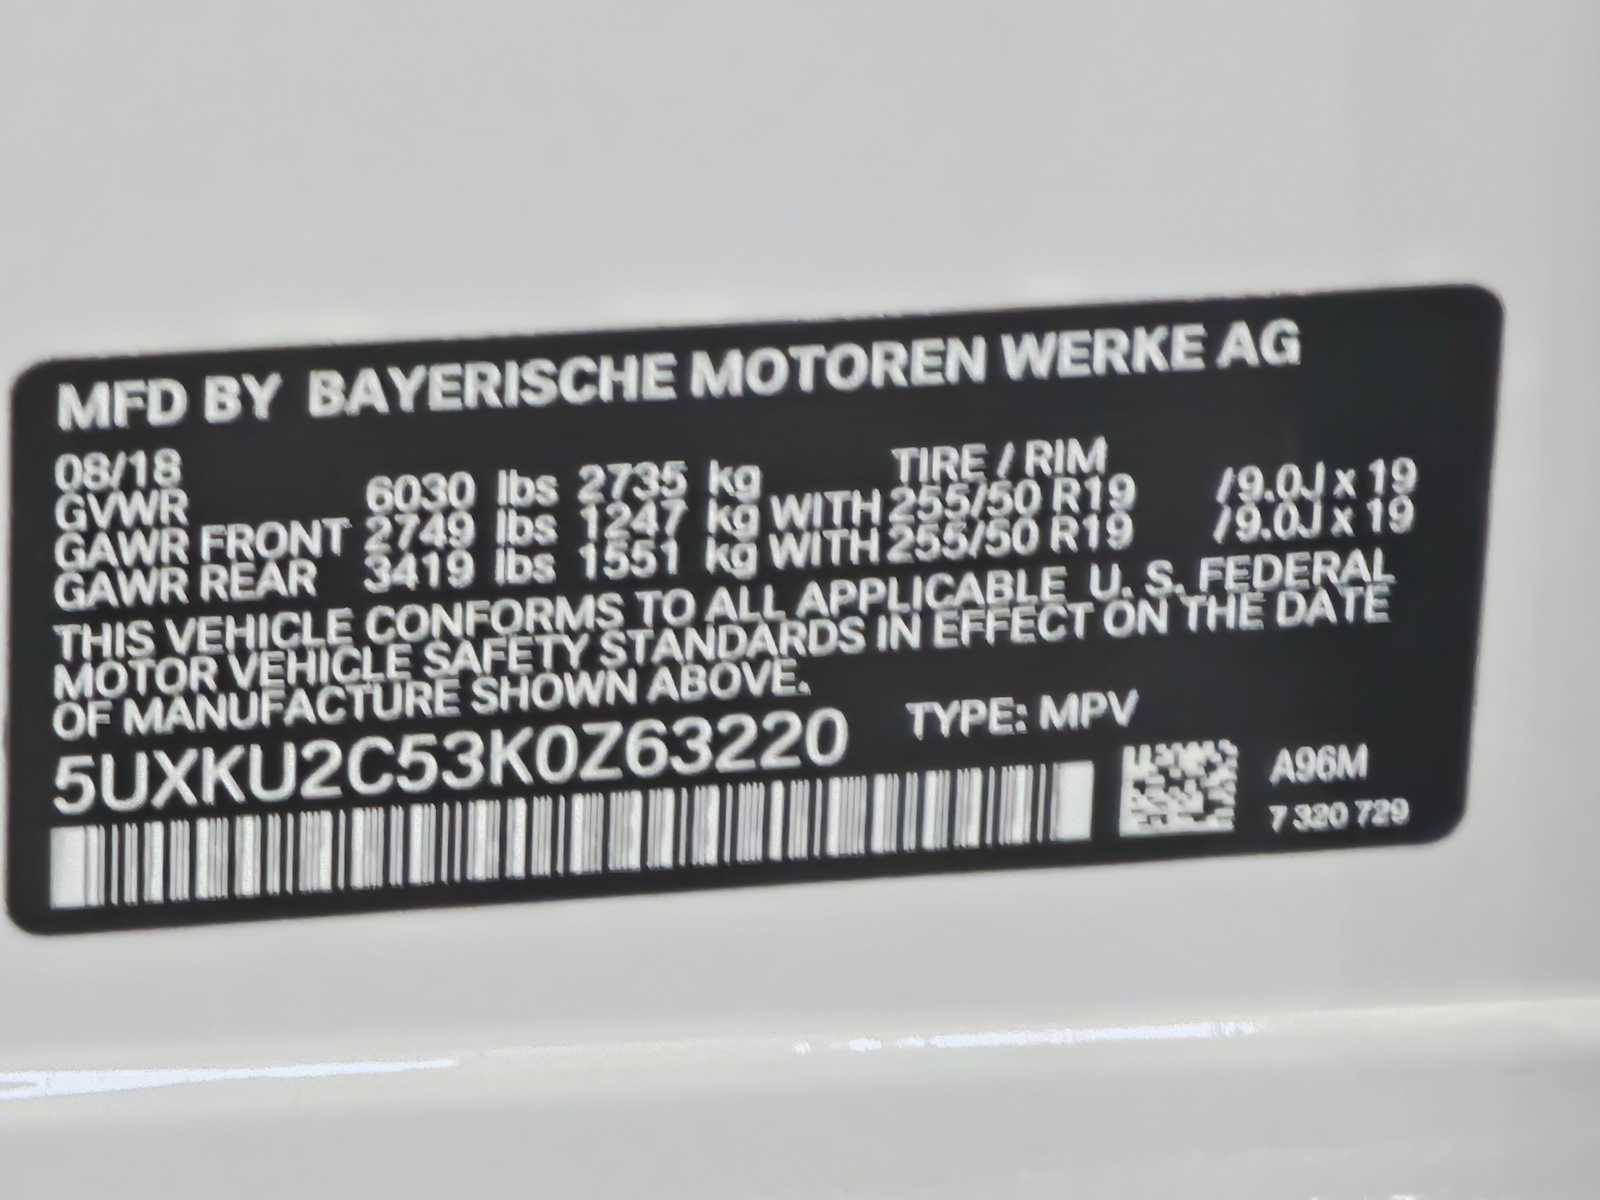 MFD BY BAYERISCHE MOTOREN WERKE AG
08/18 TIRE / RIM
GVWR 6030 lbs 2735 kg
GAWR FRONT 2749 lbs 1247 kg WITH 255/50 R19 /9.0J x 19
GAWR REAR 3419 lbs 1551 kg WITH 255/50 R19 /9.0J x 19
THIS VEHICLE CONFORMS TO ALL APPLICABLE U. S. FEDERAL
MOTOR VEHICLE SAFETY STANDARDS IN EFFECT ON THE DATE
OF MANUFACTURE SHOWN ABOVE.
5UXKU2C53K0Z63220 TYPE: MPV
A96M
7 320 729